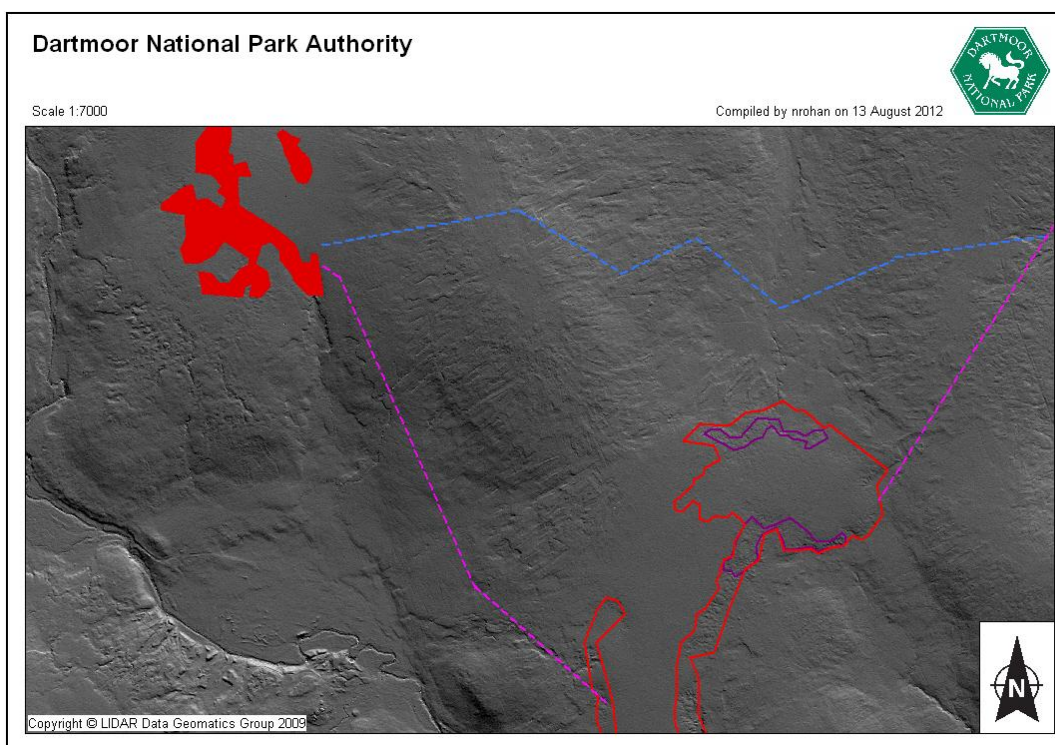 Dartmoor National Park Authority
DARTMOOR
NATIONAL PARK
Scale 1:7000
Compiled by nrohan on 13 August 2012
N
Copyright © LIDAR Data Geomatics Group 2009